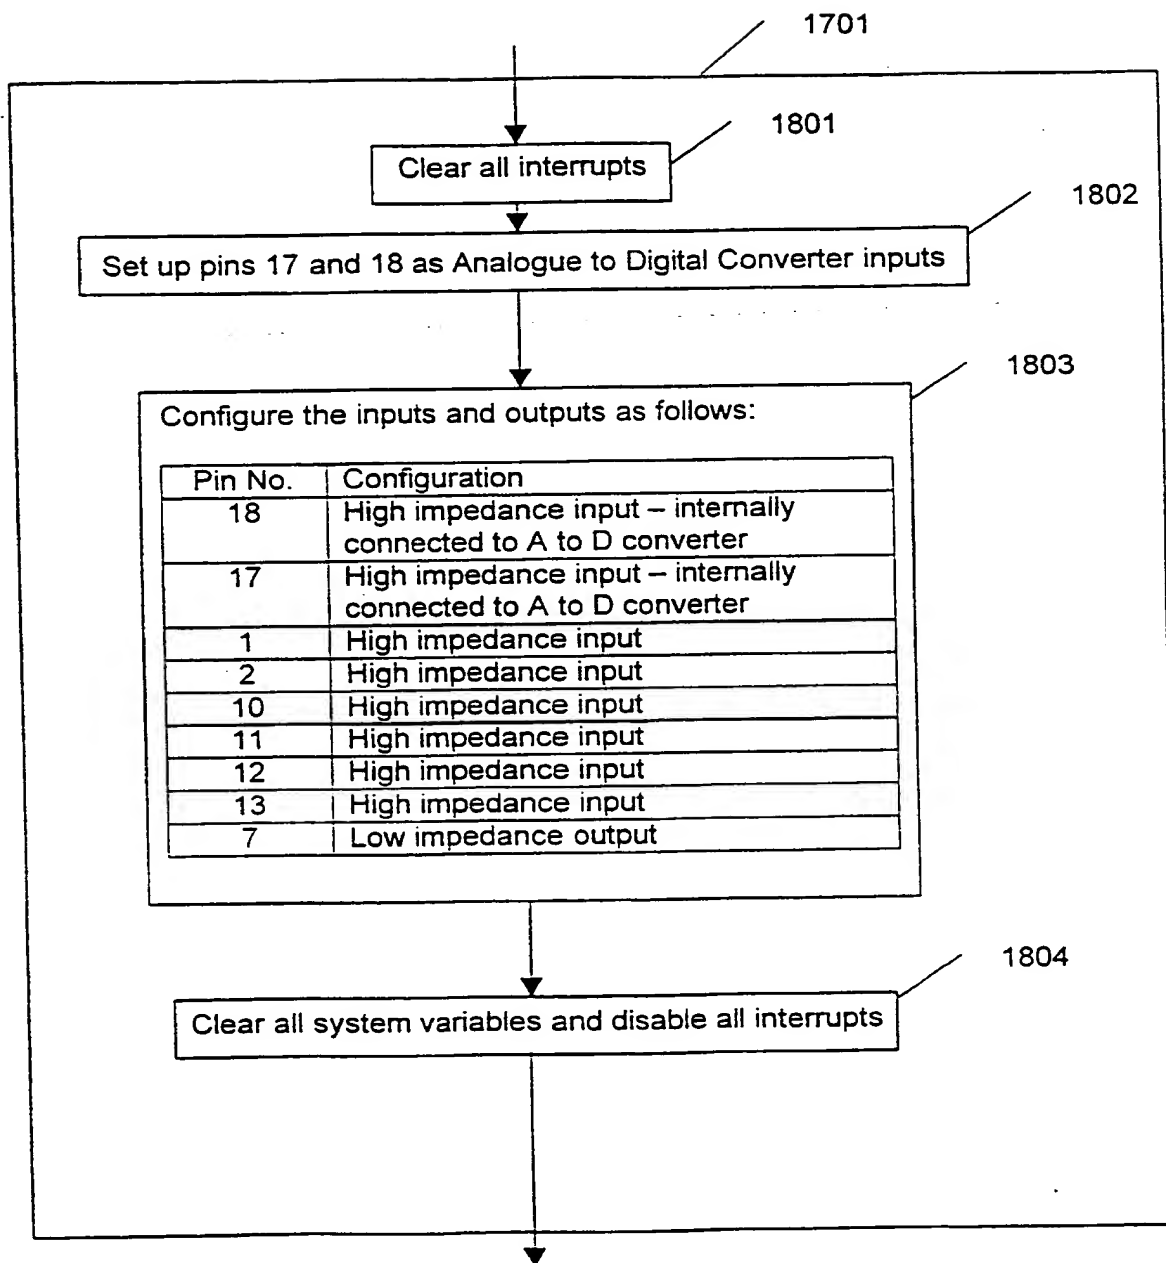 1701
1801
Clear all interrupts
1802
Set up pins 17 and 18 as Analogue to Digital Converter inputs
1803
Configure the inputs and outputs as follows:
Pin No. Configuration
18 High impedance input – internally
connected to A to D converter
17 High impedance input – internally
connected to A to D converter
1 High impedance input
2 High impedance input
10 High impedance input
11 High impedance input
12 High impedance input
13 High impedance input
7 Low impedance output
1804
Clear all system variables and disable all interrupts